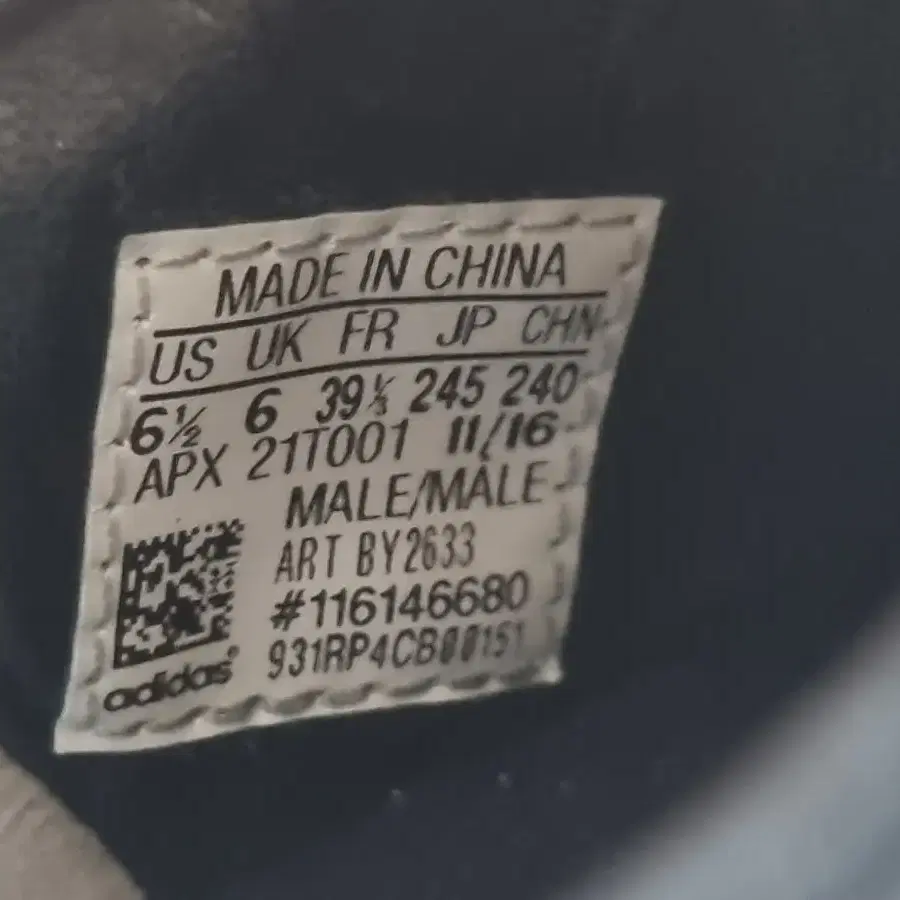 MADE IN CHINA
US UK FR JP CHN
6½ 6 39⅓ 245 240
APX 21T001 11/16
MALE/MÂLE
ART BY2633
#116146680
931RP4CB00151
adidas